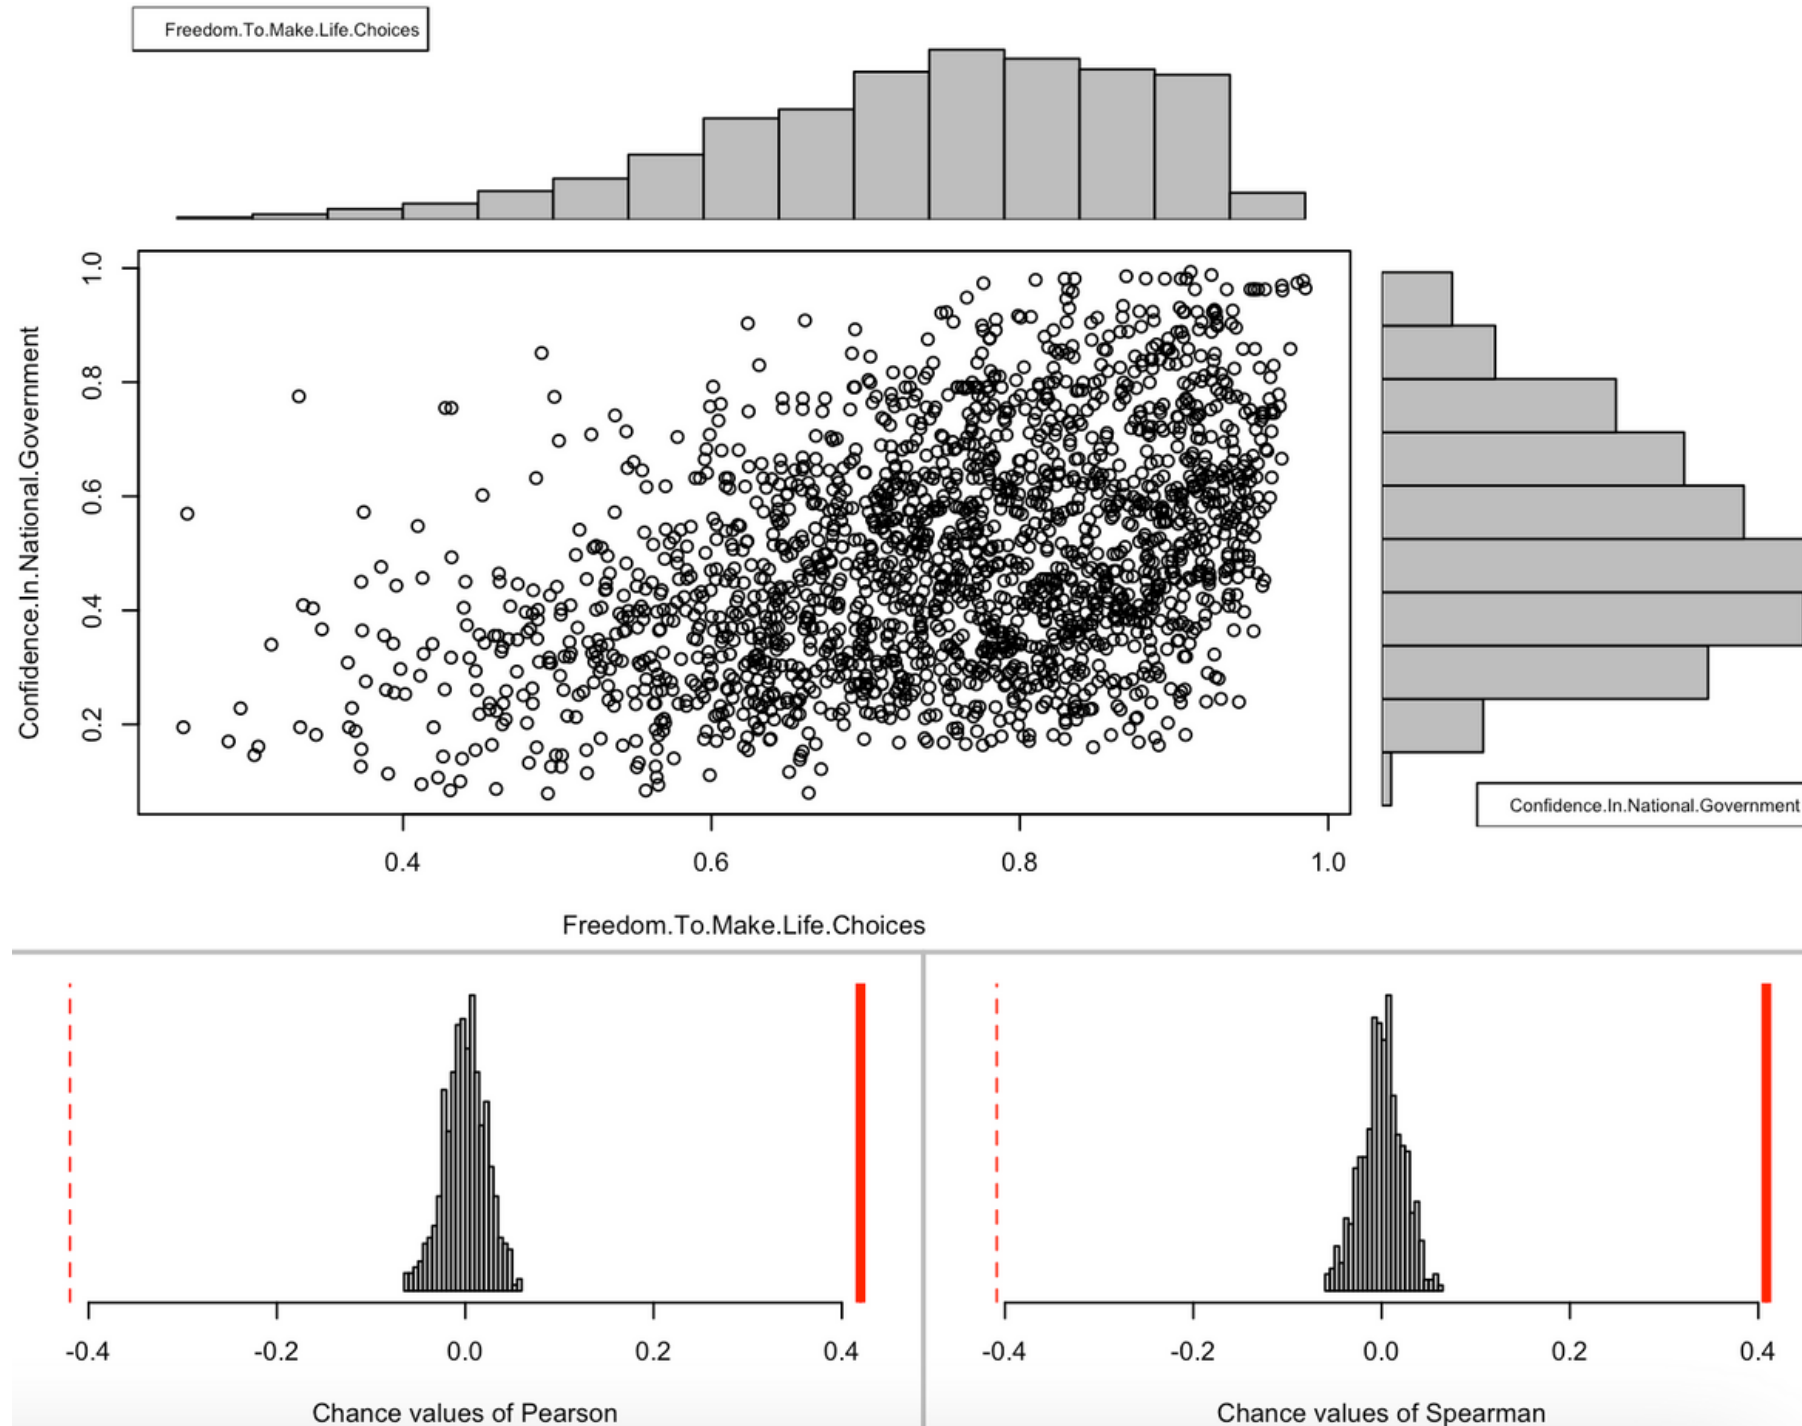 Freedom.To.Make.Life.Choices
1.0
0.8
0.6
0.4
0.2
Confidence.In.National.Government
0.4 0.6 0.8 1.0
Freedom.To.Make.Life.Choices
Confidence.In.National.Government
-0.4 -0.2 0.0 0.2 0.4
Chance values of Pearson
-0.4 -0.2 0.0 0.2 0.4
Chance values of Spearman